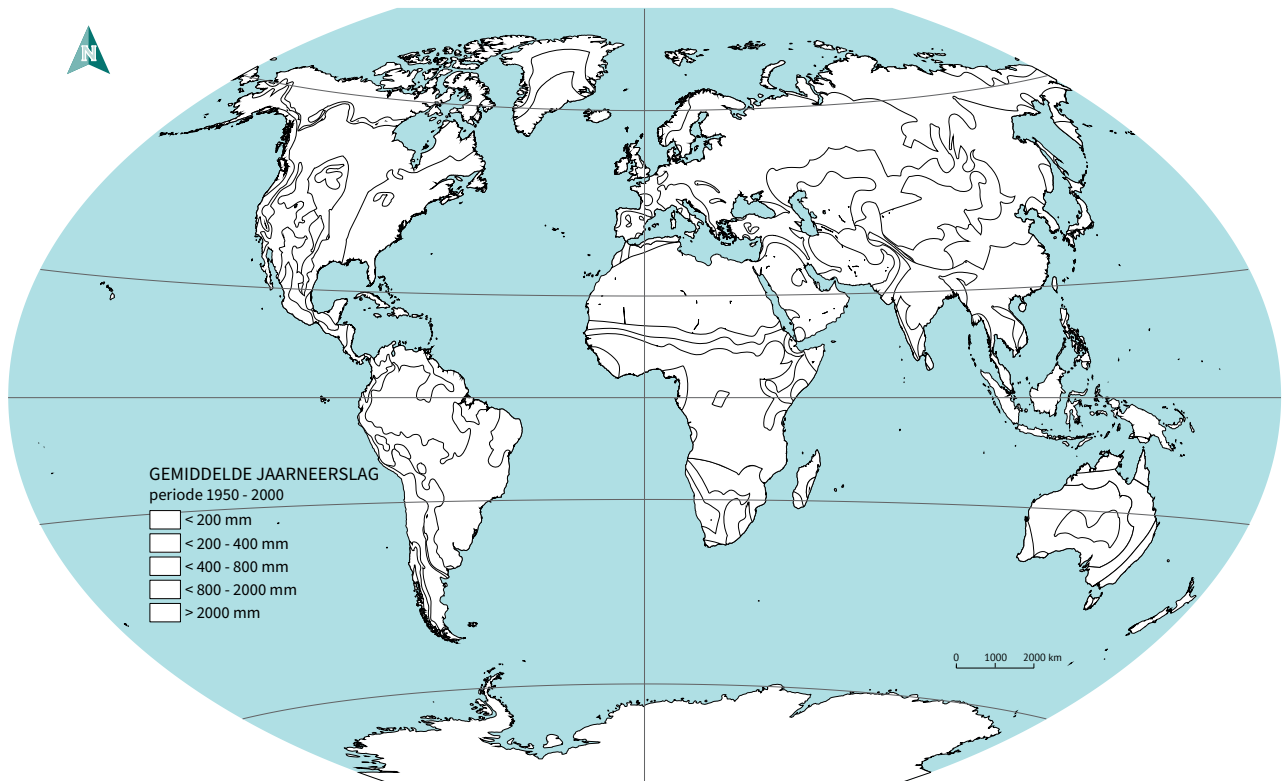 N
GEMIDDELDE JAARNEERSLAG
periode 1950 - 2000
< 200 mm
< 200 - 400 mm
< 400 - 800 mm
< 800 - 2000 mm
> 2000 mm
0 1000 2000 km